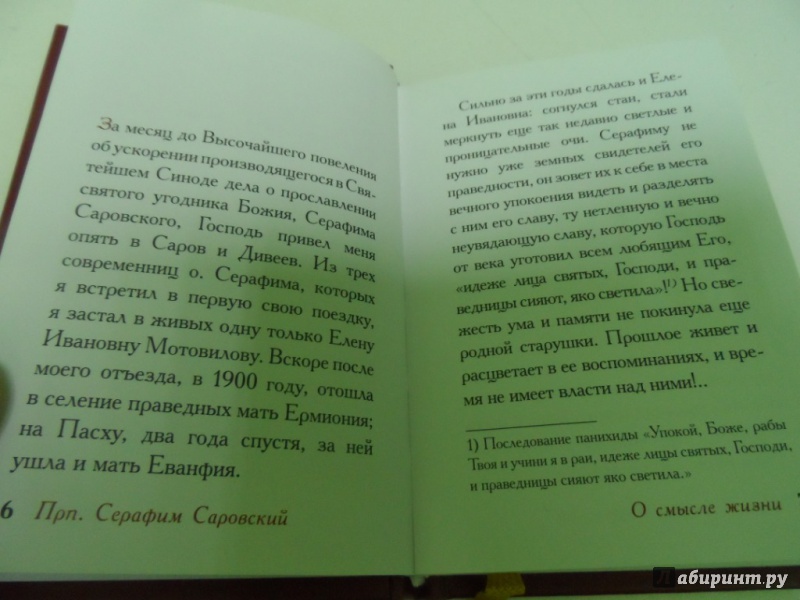 За месяц до Высочайшего повеления
об ускорении производящегося в Свя-
тейшем Синоде дела о прославлении
святого угодника Божия, Серафима
Саровского, Господь привел меня
опять в Саров и Дивеев. Из трех
современниц о. Серафима, которых
я встретил в первую свою поездку,
я застал в живых одну только Елену
Ивановну Мотовилову. Вскоре после
моего отъезда, в 1900 году, отошла
в селение праведных мать Ермиония;
на Пасху, два года спустя, за ней
ушла и мать Еванфия.
6 Прп. Серафим Саровский
Сильно за эти годы сдалась и Еле-
на Ивановна: согнулся стан, стали
меркнуть еще так недавно светлые и
проницательные очи. Серафиму не
нужно уже земных свидетелей его
праведности, он зовет их к себе в места
вечного упокоения видеть и разделять
с ним его славу, ту нетленную и вечно
неувядающую славу, которую Господь
от века уготовил всем любящим Его,
«идеже лица святых, Господи, и пра-
ведницы сияют, яко светила»!1) Но све-
жесть ума и памяти не покинула еще
родной старушки. Прошлое живет и
расцветает в ее воспоминаниях, и вре-
мя не имеет власти над ними!..
1) Последование панихиды «Упокой, Боже, рабы
Твоя и учини я в раи, идеже лицы святых, Господи,
и праведницы сияют яко светила.»
О смысле жизни
Лабиринт.ру